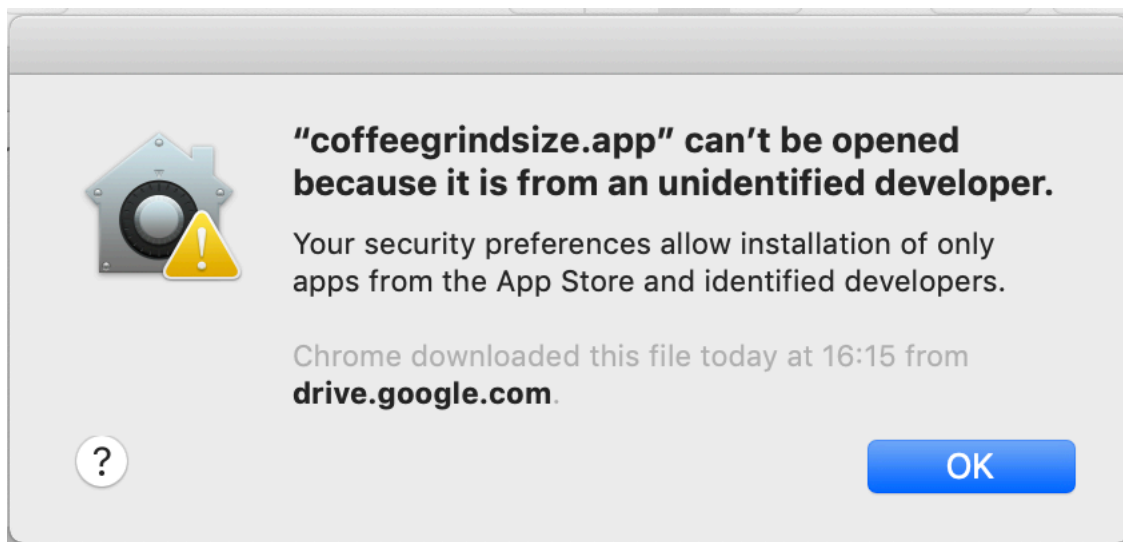 “coffeegrindsize.app” can’t be opened
because it is from an unidentified developer.
Your security preferences allow installation of only
apps from the App Store and identified developers.
Chrome downloaded this file today at 16:15 from
drive.google.com.
?
OK